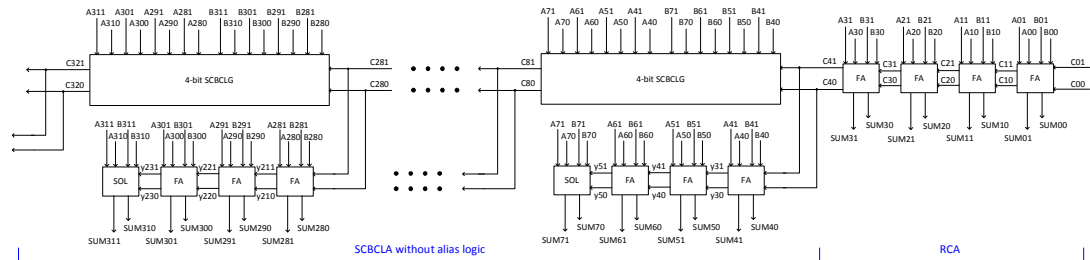 A311 A301 A291 A281 B311 B301 B291 B281
A310 A300 A290 A280 B310 B300 B290 B280
A71 A61 A51 A41 B71 B61 B51 B41
A70 A60 A50 A40 B70 B60 B50 B40
A31 B31 A21 B21 A11 B11 A01 B01
A30 B30 A20 B20 A10 B10 A00 B00
C321 4-bit SCBCLG C281 C81 4-bit SCBCLG C41 FA C31 FA C21 FA C11 FA C01
C320 C280 C80 C40 C30 C20 C10 C00
SUM30 SUM20 SUM10 SUM00
SUM31 SUM21 SUM11 SUM01
A311 B311 A301 B301 A291 B291 A281 B281
A310 B310 A300 B300 A290 B290 A280 B280
A71 B71 A61 B61 A51 B51 A41 B41
A70 B70 A60 B60 A50 B50 A40 B40
SOL y231 FA y221 FA y211 FA
y230 y220 y210
SOL y51 FA y41 FA y31 FA
y50 y40 y30
SUM310 SUM300 SUM290 SUM280
SUM311 SUM301 SUM291 SUM281
SUM70 SUM60 SUM50 SUM40
SUM71 SUM61 SUM51 SUM41
SCBCLA without alias logic RCA